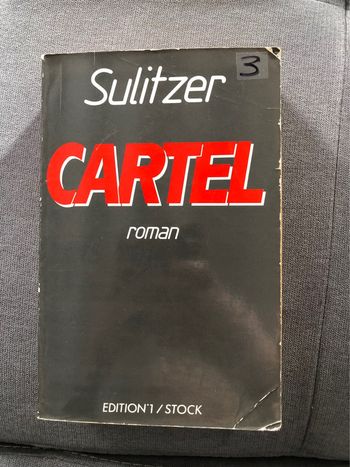 Sulitzer
3
CARTEL
roman
EDITION°1 / STOCK